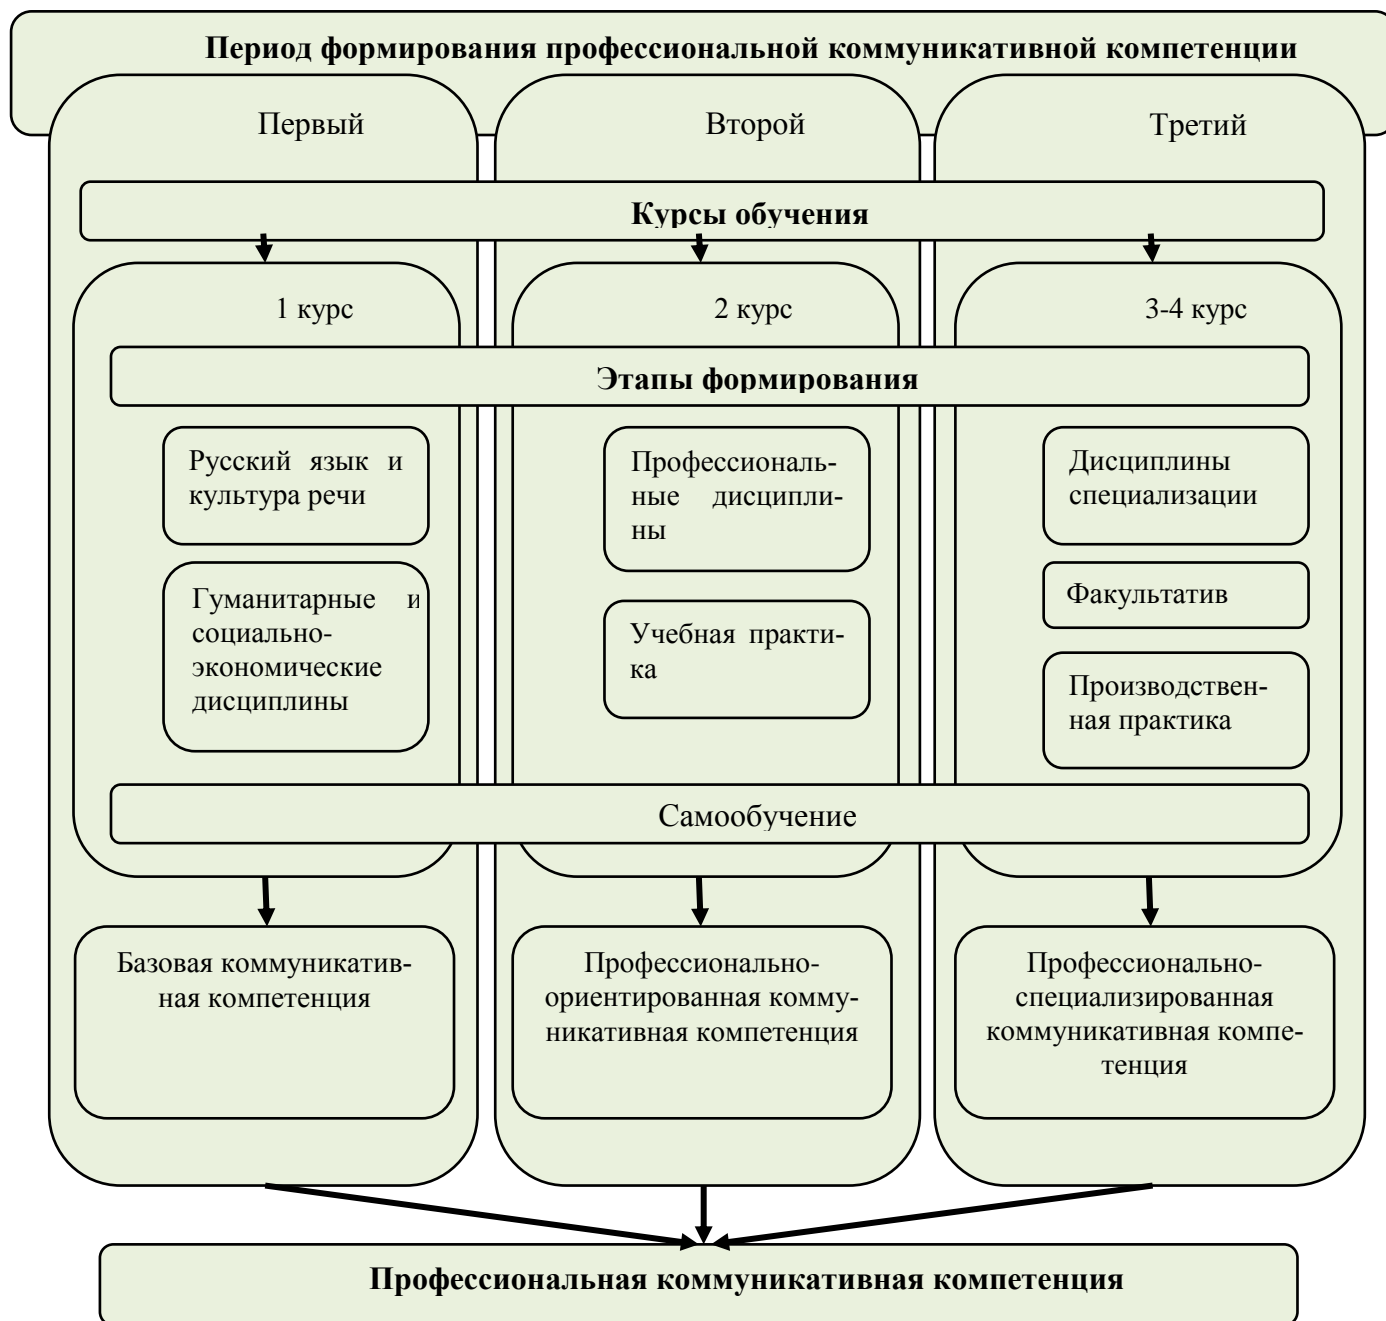 Период формирования профессиональной коммуникативной компетенции
Первый
Второй
Третий
Курсы обучения
1 курс
2 курс
3-4 курс
Этапы формирования
Русский язык и
культура речи
Гуманитарные и
социально-
экономические
дисциплины
Профессиональ-
ные дисципли-
ны
Учебная практи-
ка
Дисциплины
специализации
Факультатив
Производствен-
ная практика
Самообучение
Базовая коммуникатив-
ная компетенция
Профессионально-
ориентированная комму-
никативная компетенция
Профессионально-
специализированная
коммуникативная компе-
тенция
Профессиональная коммуникативная компетенция